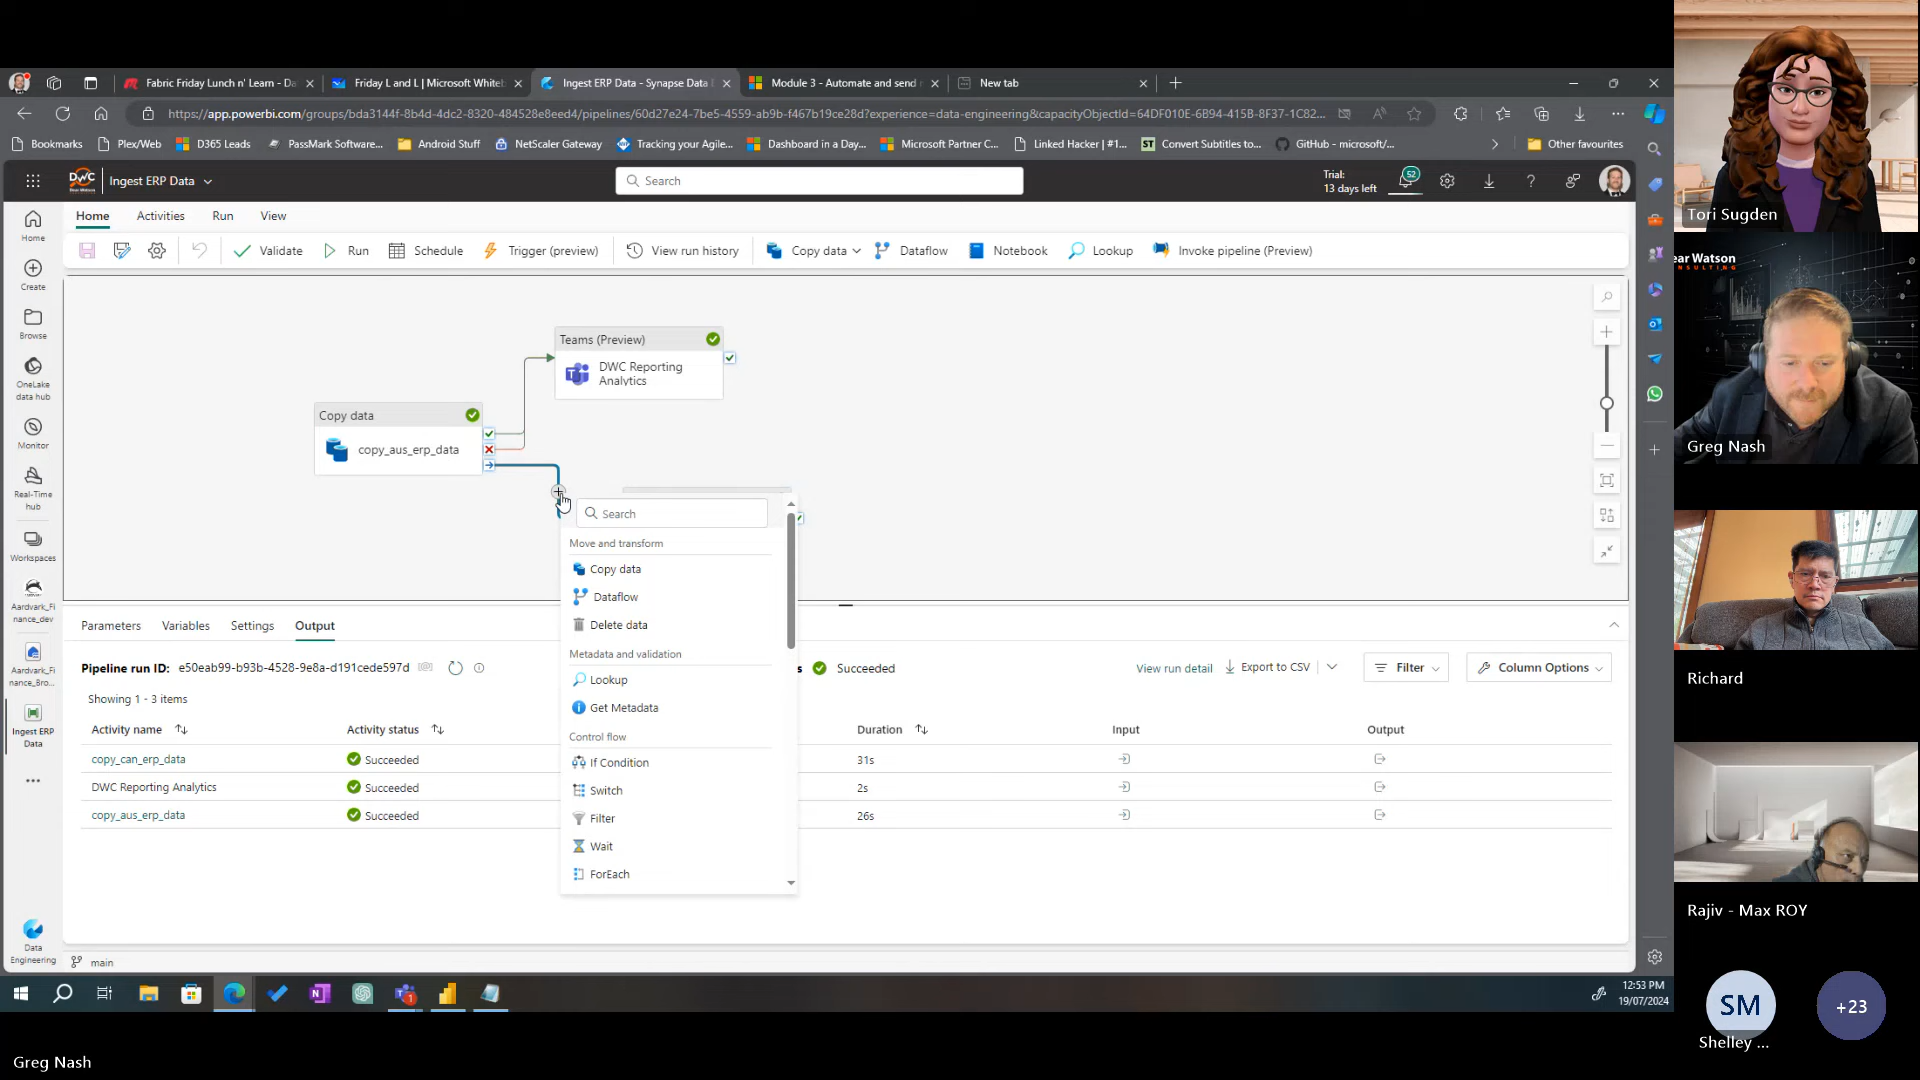 Fabric Friday Lunch n' Learn - Da
Friday L and L | Microsoft Whiteb
Ingest ERP Data - Synapse Data E
Module 3 - Automate and send
New tab
https://app.powerbi.com/groups/bda3144f-8b4d-4dc2-8320-484528e8eed4/pipelines/60d27e24-7be5-4559-ab9b-f467b19ce28d?experience=data-engineering&capacityObjectId=64DF010E-6B94-415B-8F37-1C82...
Bookmarks
Plex/Web
D365 Leads
PassMark Software...
Android Stuff
NetScaler Gateway
Tracking your Agile...
Dashboard in a Day...
Microsoft Partner C...
Linked Hacker | #1...
ST Convert Subtitles to...
GitHub - microsoft/...
Other favourites
DWC
Ingest ERP Data
Search
Trial:
13 days left
52
Home
Activities
Run
View
Validate
Run
Schedule
Trigger (preview)
View run history
Copy data
Dataflow
Notebook
Lookup
Invoke pipeline (Preview)
Home
Create
Browse
OneLake
data hub
Monitor
Real-Time
hub
Workspaces
Aardvark_Fi
nance_dev
Aardvark_Fi
nance_Bro...
Ingest ERP
Data
Data
Engineering
Teams (Preview)
DWC Reporting
Analytics
Copy data
copy_aus_erp_data
Search
Move and transform
Copy data
Dataflow
Delete data
Metadata and validation
Lookup
Get Metadata
Control flow
If Condition
Switch
Filter
Wait
ForEach
Parameters
Variables
Settings
Output
Pipeline run ID: e50eab99-b93b-4528-9e8a-d191cede597d
s Succeeded
View run detail
Export to CSV
Filter
Column Options
Showing 1 - 3 items
Activity name
Activity status
Duration
Input
Output
copy_can_erp_data
Succeeded
31s
DWC Reporting Analytics
Succeeded
2s
copy_aus_erp_data
Succeeded
26s
main
12:53 PM
19/07/2024
Greg Nash
Tori Sugden
ear Watson
NSULTING
Greg Nash
Richard
Rajiv - Max ROY
SM
Shelley ...
+23